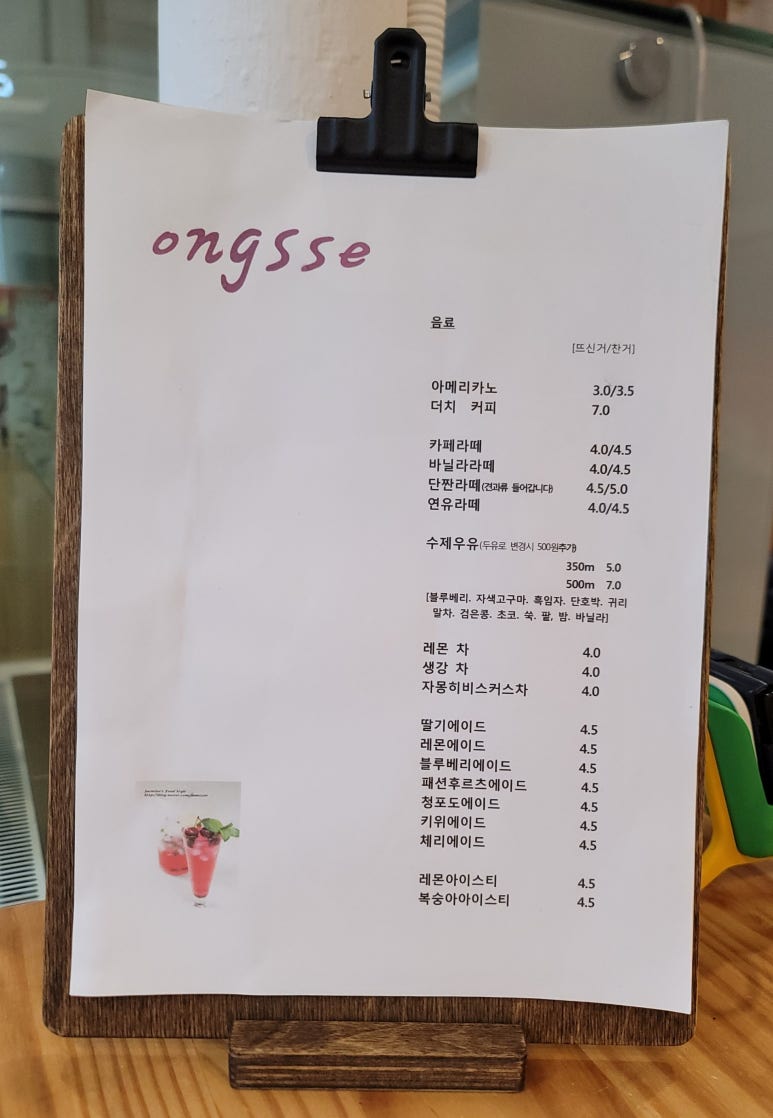 ongsse
음료
[뜨신거/찬거]
아메리카노 3.0/3.5
더치 커피 7.0
카페라떼 4.0/4.5
바닐라라떼 4.0/4.5
단짠라떼(견과류 들어갑니다) 4.5/5.0
연유라떼 4.0/4.5
수제우유(두유로 변경시 500원추가)
350m 5.0
500m 7.0
[블루베리. 자색고구마. 흑임자. 단호박. 귀리
말차. 검은콩. 초코. 쑥. 팥, 밤. 바닐라]
레몬 차 4.0
생강 차 4.0
자몽히비스커스차 4.0
딸기에이드 4.5
레몬에이드 4.5
블루베리에이드 4.5
패션후르츠에이드 4.5
청포도에이드 4.5
키위에이드 4.5
체리에이드 4.5
레몬아이스티 4.5
복숭아아이스티 4.5